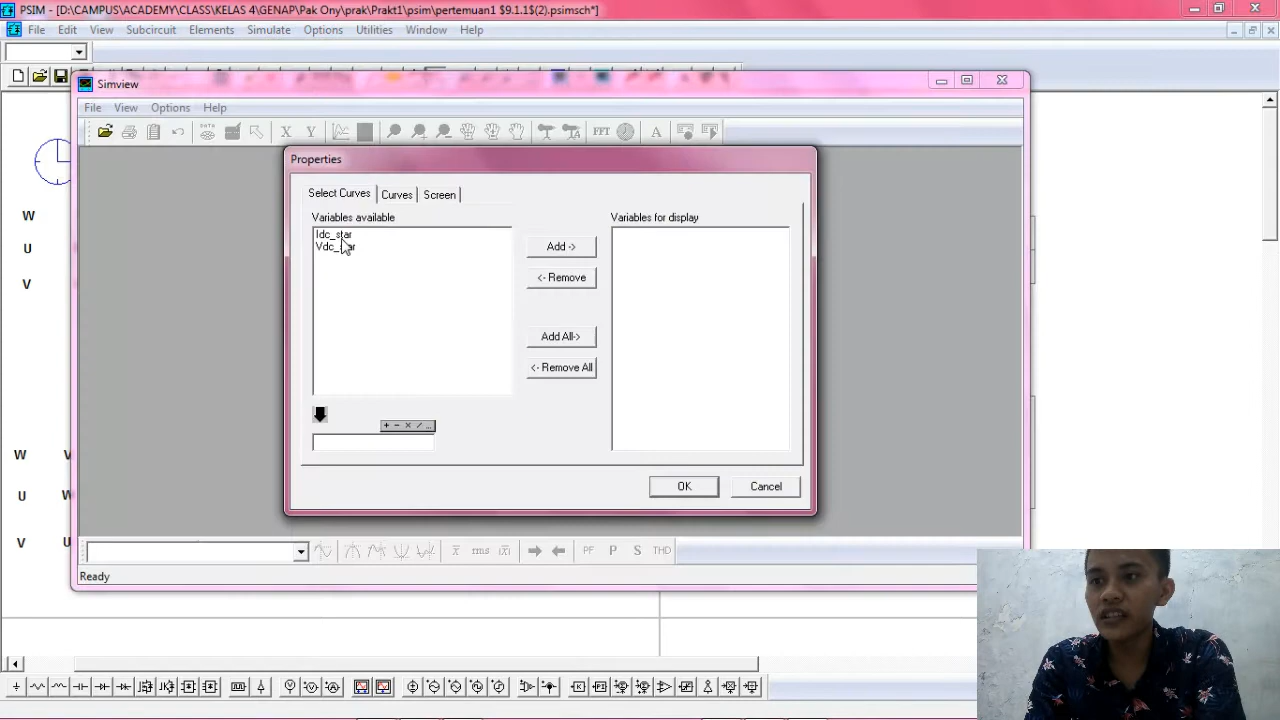 PSIM - [D:\CAMPUS\ACADEMY\CLASS\KELAS 4\GENAP\Pak Ony\prak\Prakt1\psim\pertemuan1 $9.1.1$(2).psimsch*]
File Edit View Subcircuit Elements Simulate Options Utilities Window Help
Simview
File View Options Help
X Y FFT A
Properties
Select Curves Curves Screen
Variables available
Variables for display
Idc_star
Vdc_star
Add ->
<- Remove
Add All->
<- Remove All
+ - × / ...
OK Cancel
W
U
V
W V
U W
V U
x rms |x| PF P S THD
Ready